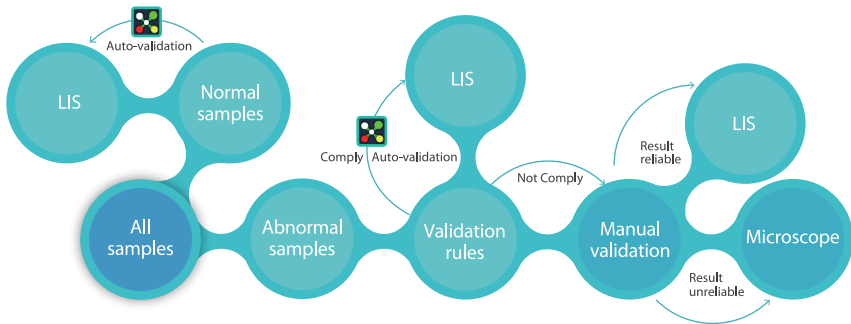 Auto-validation
LIS
Normal
samples
All
samples
Abnormal
samples
Comply
Auto-validation
LIS
Validation
rules
Not Comply
Manual
validation
Result
reliable
LIS
Microscope
Result
unreliable